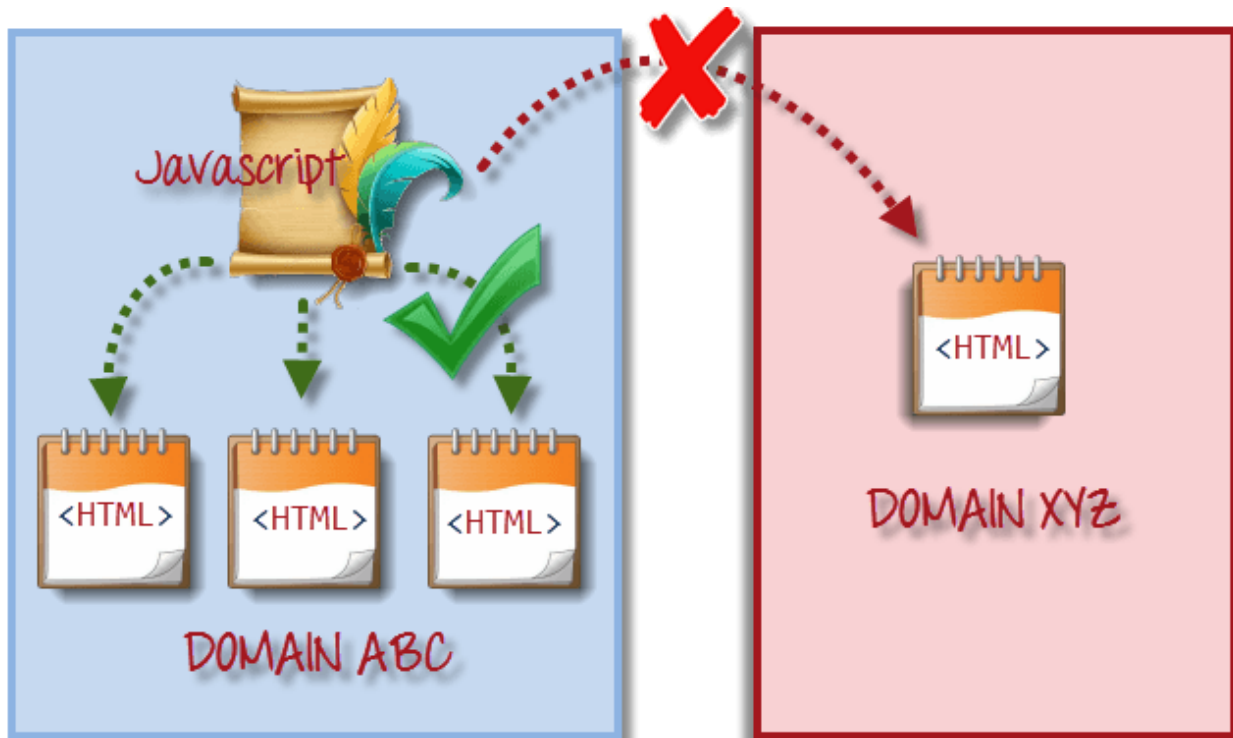 Javascript
<HTML>
<HTML>
<HTML>
<HTML>
DOMAIN XYZ
DOMAIN ABC